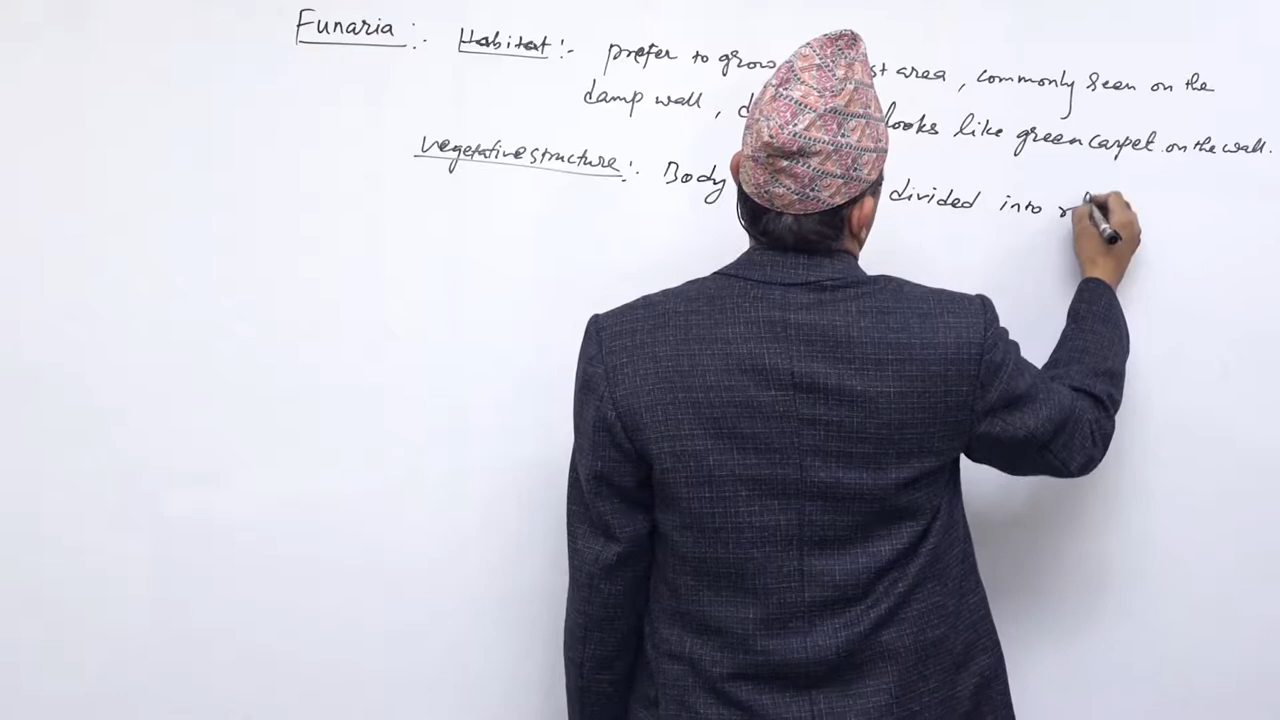 Funaria :- Habitat :- prefer to grow st area, commonly seen on the
damp wall, looks like green carpet on the wall.
vegetative structure :- Body divided into